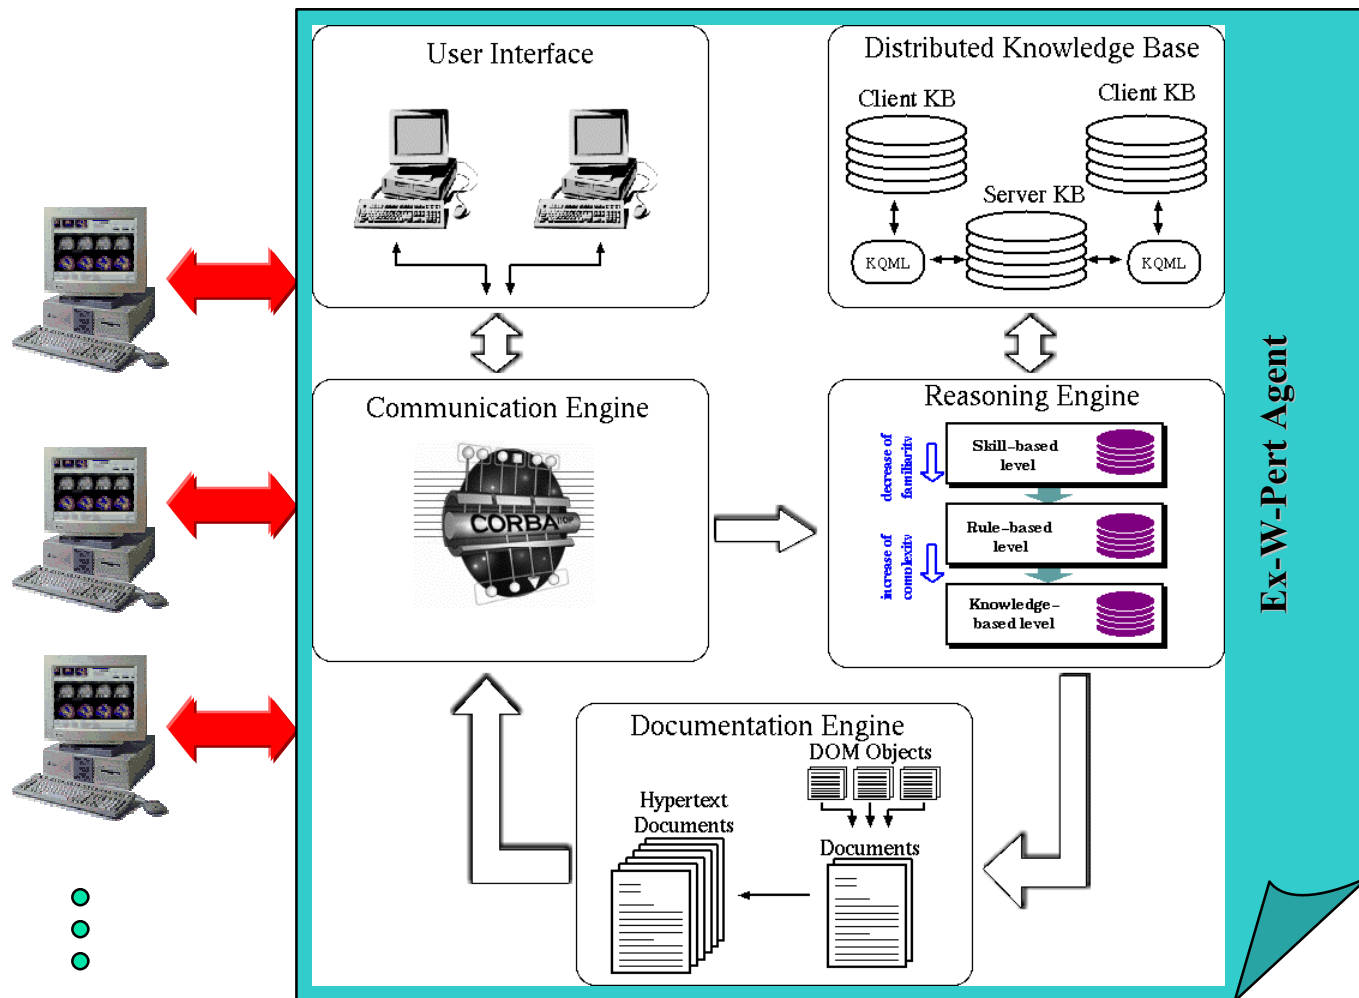 User Interface
Distributed Knowledge Base
Client KB
Client KB
Server KB
KQML
KQML
Communication Engine
CORBA
IIOP
Reasoning Engine
decrease of
familiarity
Skill-based
level
Rule-based
level
increase of
complexity
Knowledge-
based level
Documentation Engine
DOM Objects
Hypertext
Documents
Documents
Ex-W-Pert Agent